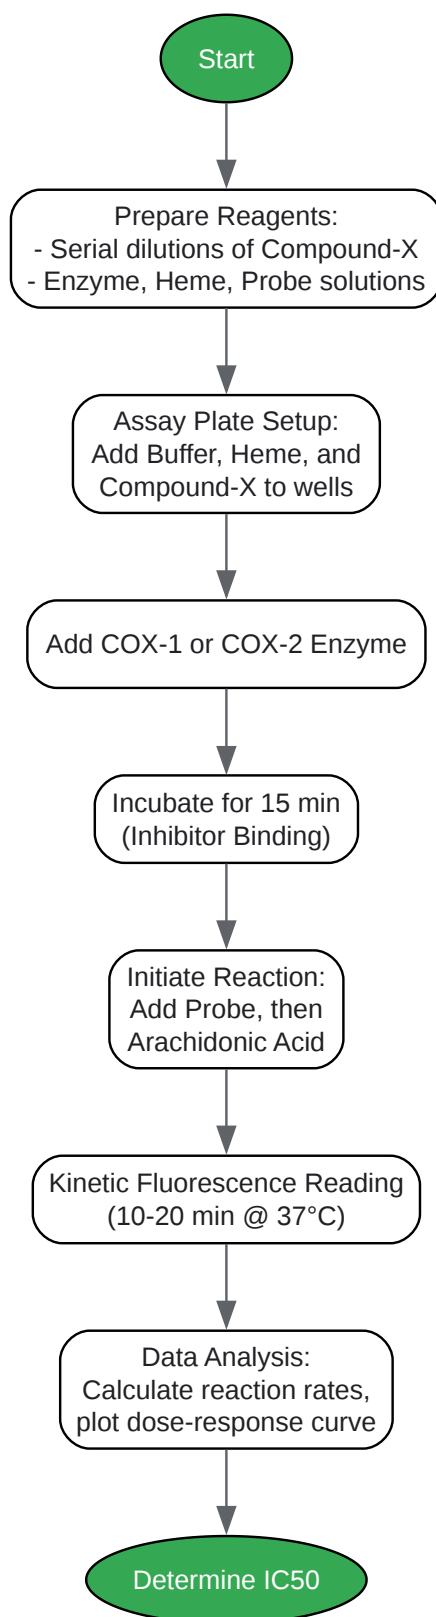 Start
Prepare Reagents:
- Serial dilutions of Compound-X
- Enzyme, Heme, Probe solutions
Assay Plate Setup:
Add Buffer, Heme, and
Compound-X to wells
Add COX-1 or COX-2 Enzyme
Incubate for 15 min
(Inhibitor Binding)
Initiate Reaction:
Add Probe, then
Arachidonic Acid
Kinetic Fluorescence Reading
(10-20 min @ 37°C)
Data Analysis:
Calculate reaction rates,
plot dose-response curve
Determine IC50